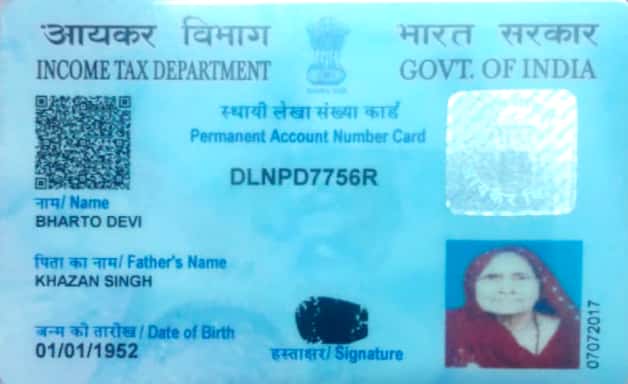 आयकर विभाग
INCOME TAX DEPARTMENT
भारत सरकार
GOVT. OF INDIA
स्थायी लेखा संख्या कार्ड
Permanent Account Number Card
DLNPD7756R
नाम/ Name
BHARTO DEVI
पिता का नाम/ Father's Name
KHAZAN SINGH
जन्म की तारीख/ Date of Birth
01/01/1952
हस्ताक्षर/ Signature
07072017